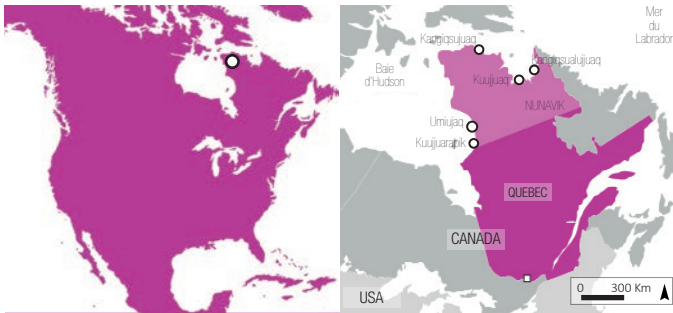 Mer
du
Labrador
Kangiqsujuaq
Baie
d'Hudson
Kangiqsualujjuaq
Kuujjuaq
NUNAVIK
Umiujaq
Kuujjuarapik
QUEBEC
CANADA
USA
0 300 Km